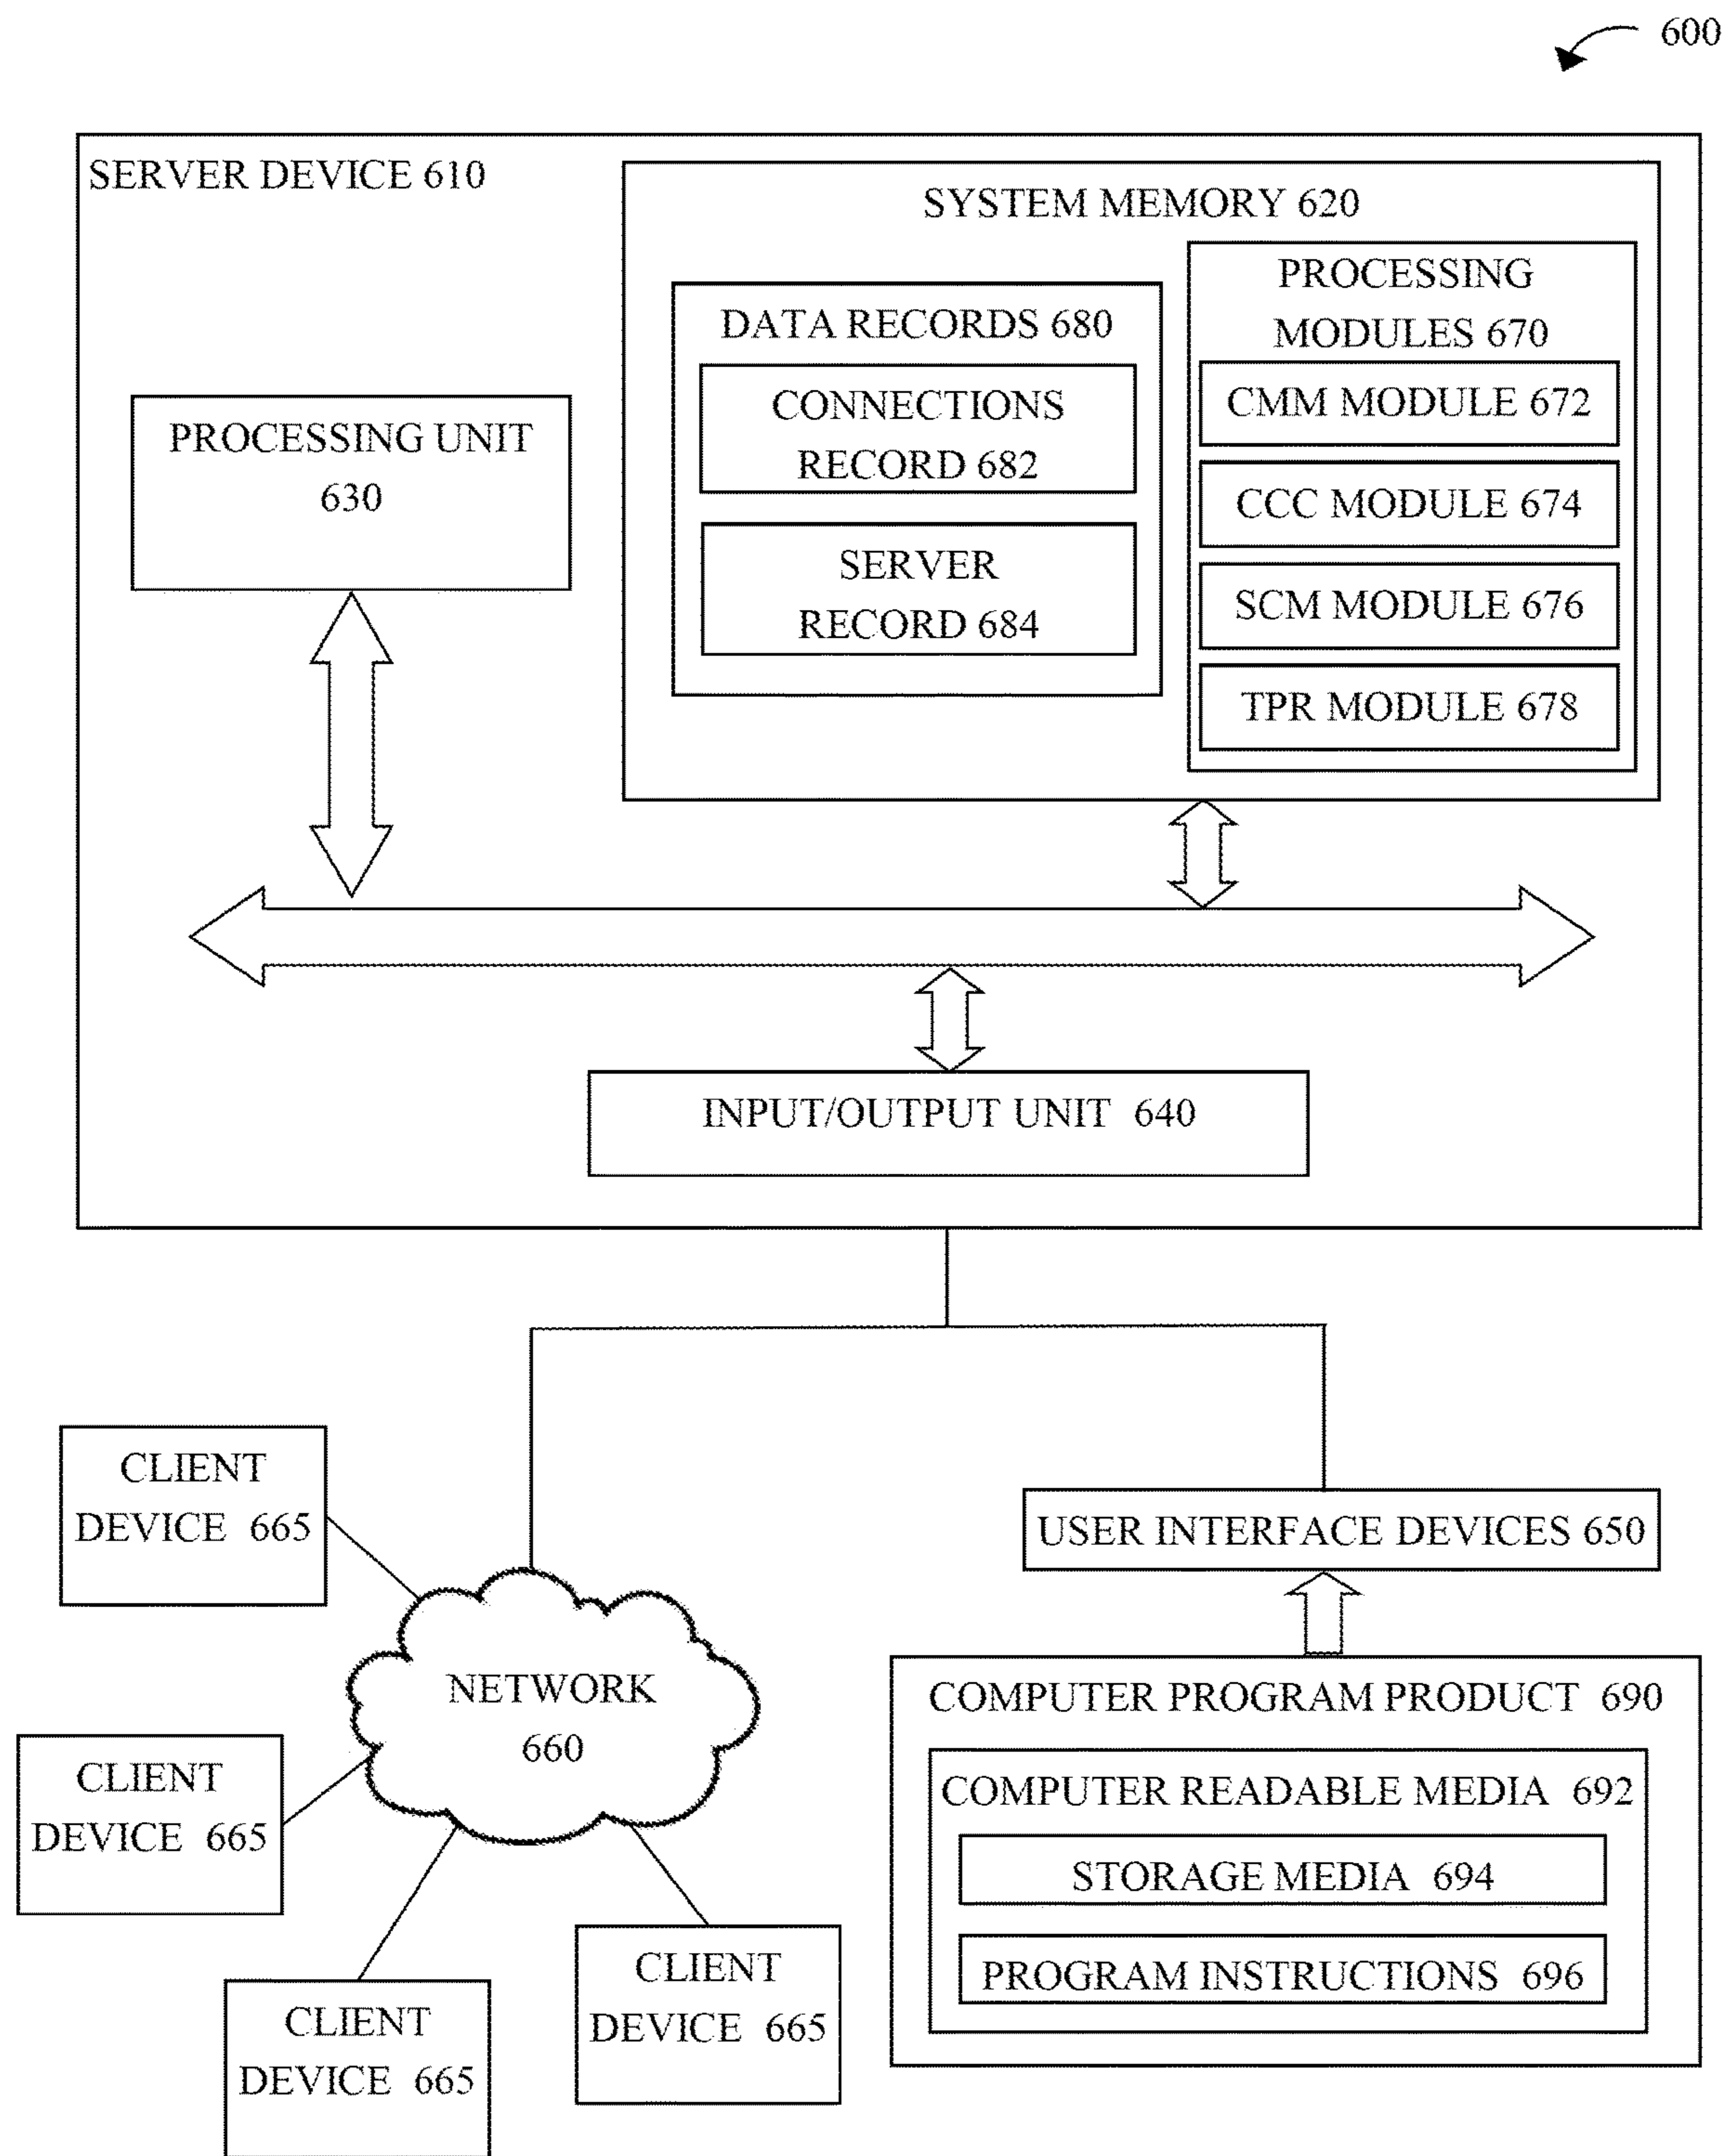 600
SERVER DEVICE 610
SYSTEM MEMORY 620
DATA RECORDS 680
CONNECTIONS
RECORD 682
SERVER
RECORD 684
PROCESSING
MODULES 670
CMM MODULE 672
CCC MODULE 674
SCM MODULE 676
TPR MODULE 678
PROCESSING UNIT
630
INPUT/OUTPUT UNIT 640
CLIENT
DEVICE 665
CLIENT
DEVICE 665
CLIENT
DEVICE 665
CLIENT
DEVICE 665
NETWORK
660
USER INTERFACE DEVICES 650
COMPUTER PROGRAM PRODUCT 690
COMPUTER READABLE MEDIA 692
STORAGE MEDIA 694
PROGRAM INSTRUCTIONS 696